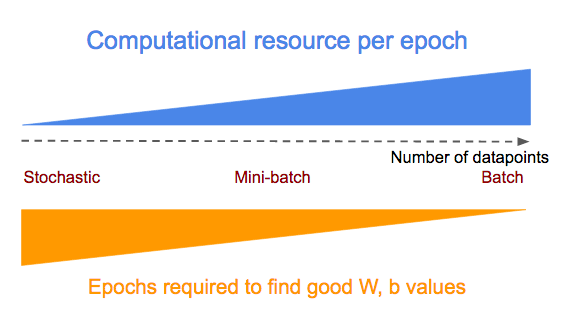 Computational resource per epoch
Number of datapoints
Stochastic
Mini-batch
Batch
Epochs required to find good W, b values